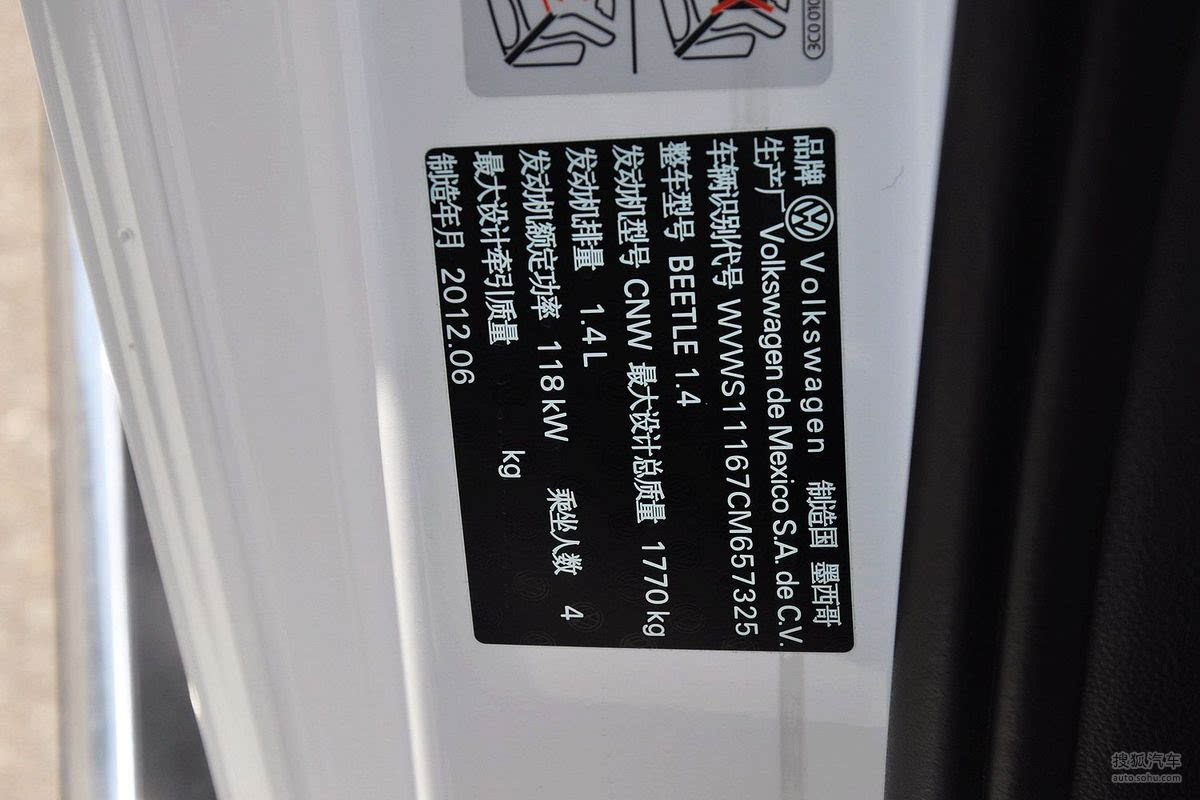 3C0 010
品牌 Volkswagen 制造国 墨西哥
生产厂 Volkswagen de Mexico S.A. de C.V.
车辆识别代号 WVWS11167CM657325
整车型号 BEETLE 1.4
发动机型号 CNW 最大设计总质量 1770 kg
发动机排量 1.4 L
发动机额定功率 118 kW 乘坐人数 4
最大设计牵引质量 kg
制造年月 2012.06
搜狐汽车
auto.sohu.com